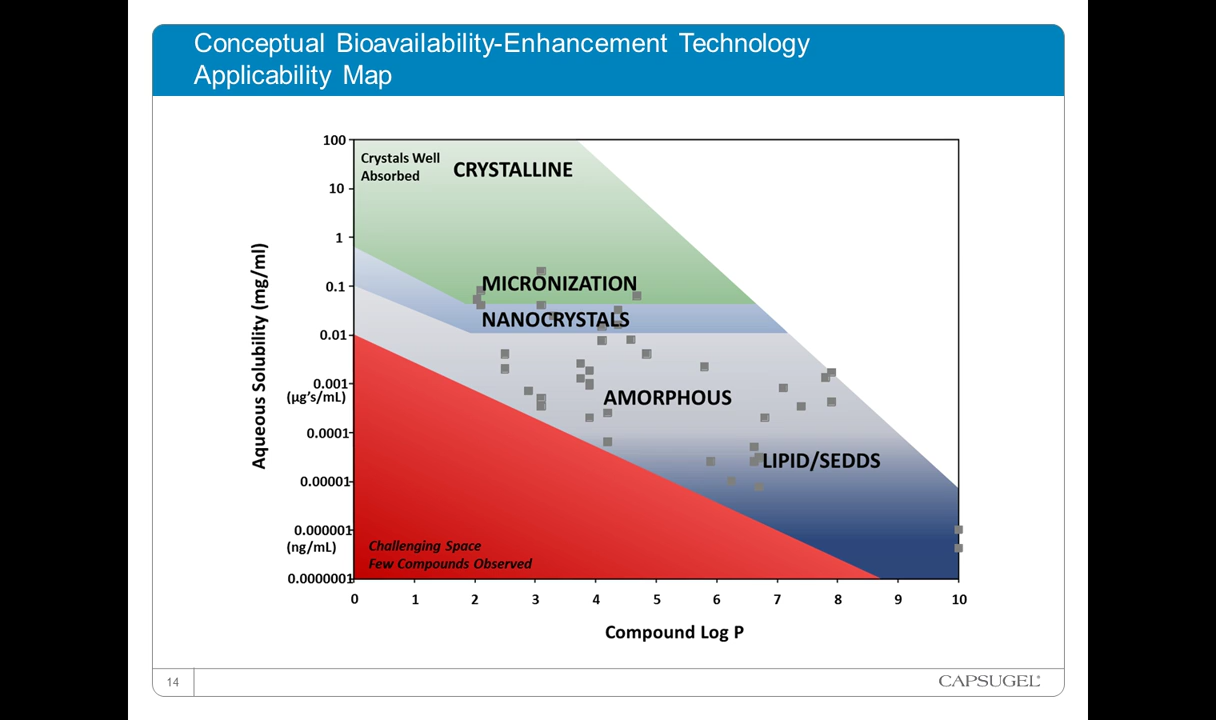 Conceptual Bioavailability-Enhancement Technology
Applicability Map
100
Crystals Well
Absorbed
CRYSTALLINE
10
1
0.1
MICRONIZATION
NANOCRYSTALS
0.01
0.001
(µg's/mL)
AMORPHOUS
0.0001
LIPID/SEDDS
0.00001
0.000001
(ng/mL)
Challenging Space
Few Compounds Observed
0.0000001
Aqueous Solubility (mg/ml)
0 1 2 3 4 5 6 7 8 9 10
Compound Log P
14
CAPSUGEL®